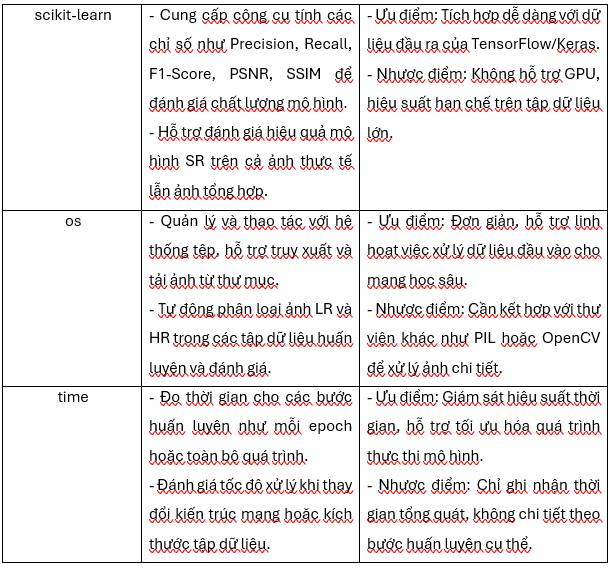 scikit-learn
- Cung cấp công cụ tính các
chỉ số như Precision, Recall,
F1-Score, PSNR, SSIM để
đánh giá chất lượng mô hình.
- Hỗ trợ đánh giá hiệu quả mô
hình SR trên cả ảnh thực tế
lẫn ảnh tổng hợp.
- Ưu điểm: Tích hợp dễ dàng với dữ
liệu đầu ra của TensorFlow/Keras.
- Nhược điểm: Không hỗ trợ GPU,
hiệu suất hạn chế trên tập dữ liệu
lớn.
os
- Quản lý và thao tác với hệ
thống tệp, hỗ trợ truy xuất và
tải ảnh từ thư mục.
- Tự động phân loại ảnh LR và
HR trong các tập dữ liệu huấn
luyện và đánh giá.
- Ưu điểm: Đơn giản, hỗ trợ linh
hoạt việc xử lý dữ liệu đầu vào cho
mạng học sâu.
- Nhược điểm: Cần kết hợp với thư
viện khác như PIL hoặc OpenCV
để xử lý ảnh chi tiết.
time
- Đo thời gian cho các bước
huấn luyện như mỗi epoch
hoặc toàn bộ quá trình.
-Đánh giá tốc độ xử lý khi thay
đổi kiến trúc mạng hoặc kích
thước tập dữ liệu.
- Ưu điểm: Giám sát hiệu suất thời
gian, hỗ trợ tối ưu hóa quá trình
thực thi mô hình.
- Nhược điểm: Chỉ ghi nhận thời
gian tổng quát, không chi tiết theo
bước huấn luyện cụ thể.